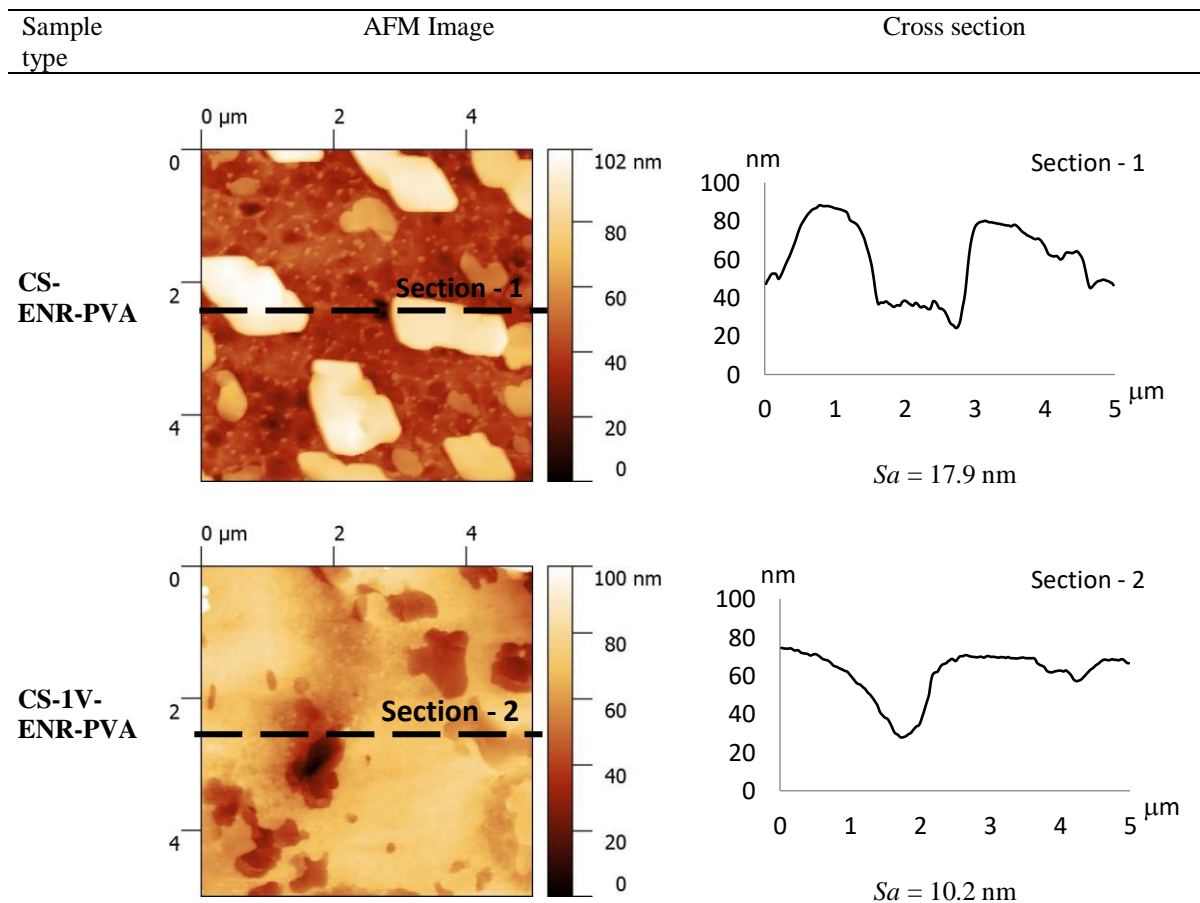 Sample type
AFM Image
Cross section
CS-
ENR-PVA
0 µm 2 4
0
2
4
Section - 1
102 nm
80
60
40
20
0
nm
Section - 1
100
80
60
40
20
0
0 1 2 3 4 5
µm
Sa = 17.9 nm
CS-1V-
ENR-PVA
0 µm 2 4
0
2
4
Section - 2
100 nm
80
60
40
20
0
nm
Section - 2
100
80
60
40
20
0
0 1 2 3 4 5
µm
Sa = 10.2 nm